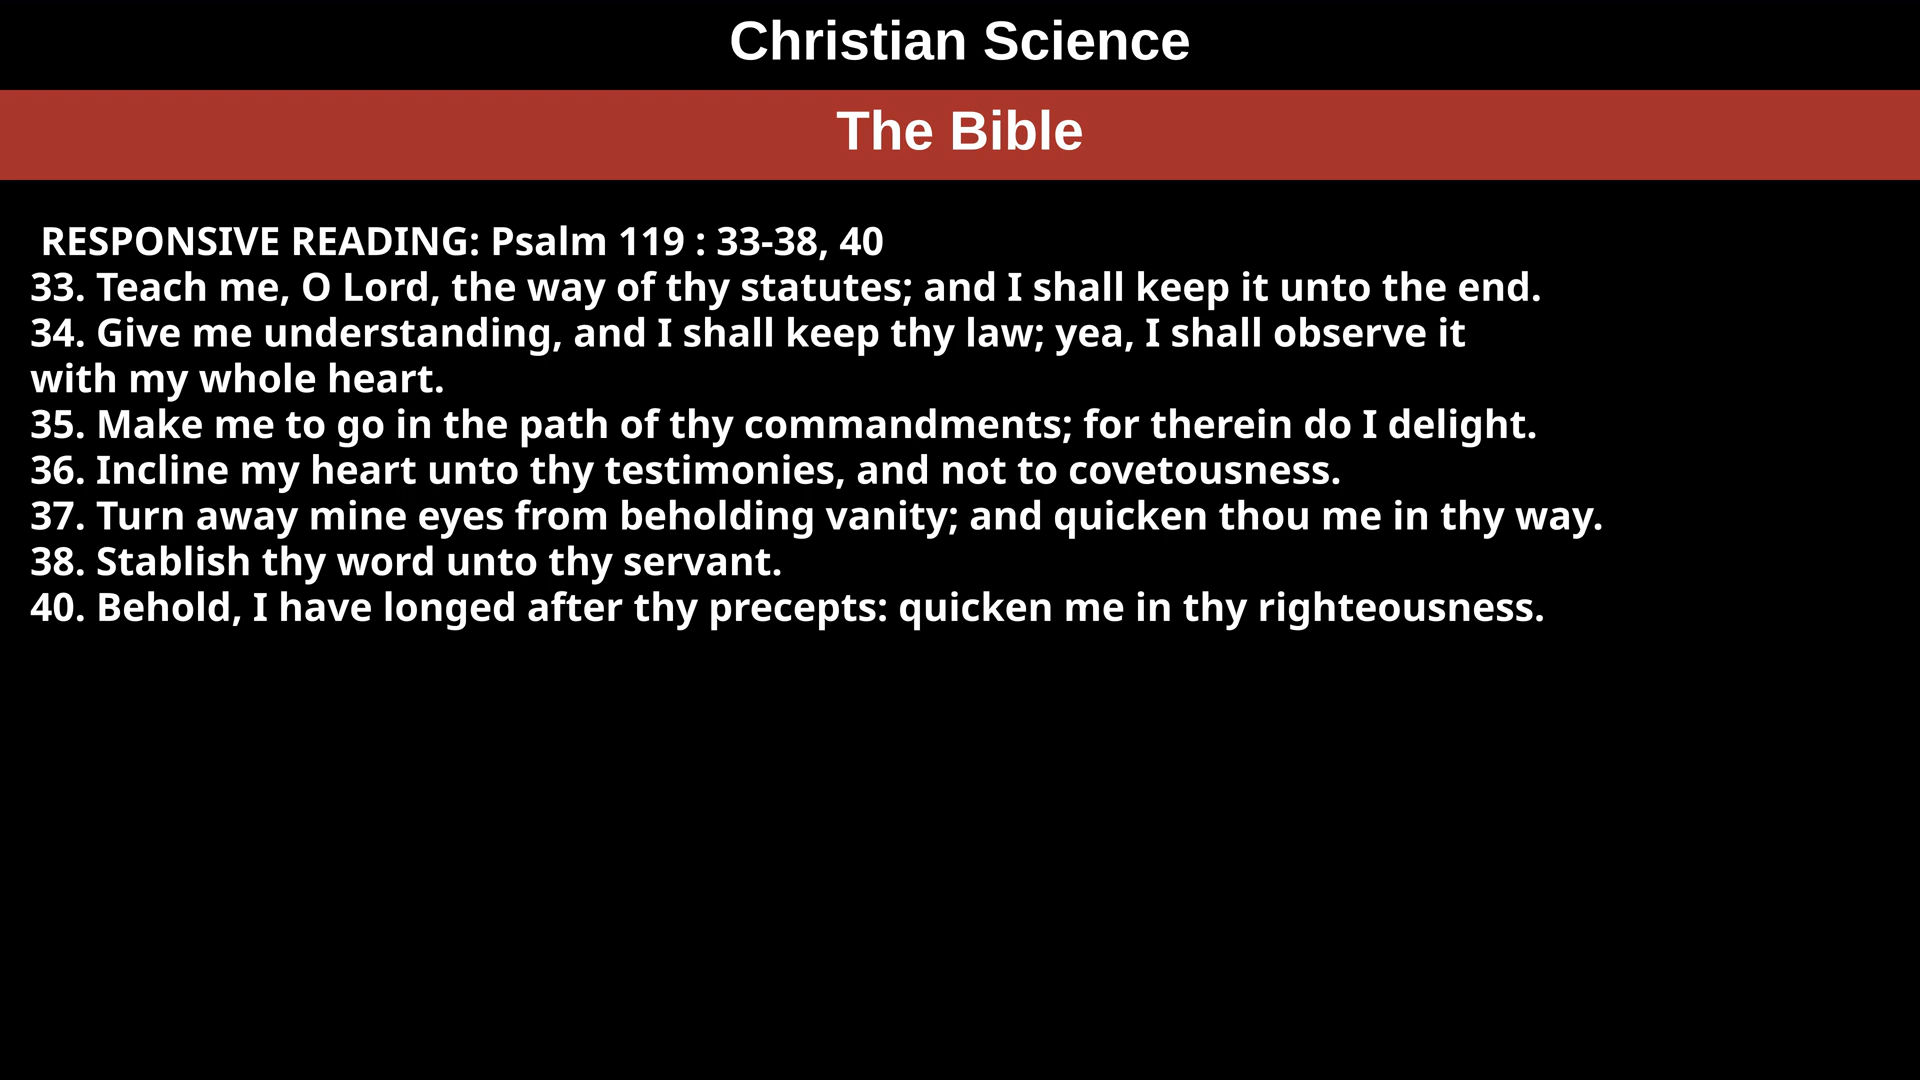 Christian Science
The Bible
RESPONSIVE READING: Psalm 119 : 33-38, 40
33. Teach me, O Lord, the way of thy statutes; and I shall keep it unto the end.
34. Give me understanding, and I shall keep thy law; yea, I shall observe it
with my whole heart.
35. Make me to go in the path of thy commandments; for therein do I delight.
36. Incline my heart unto thy testimonies, and not to covetousness.
37. Turn away mine eyes from beholding vanity; and quicken thou me in thy way.
38. Stablish thy word unto thy servant.
40. Behold, I have longed after thy precepts: quicken me in thy righteousness.